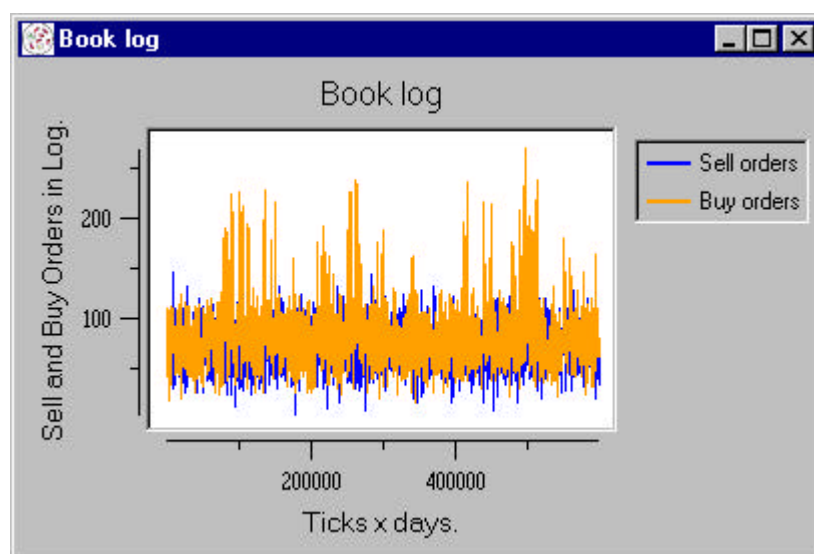 Book log
Book log
Sell and Buy Orders in Log.
200
100
200000
400000
Ticks x days.
Sell orders
Buy orders